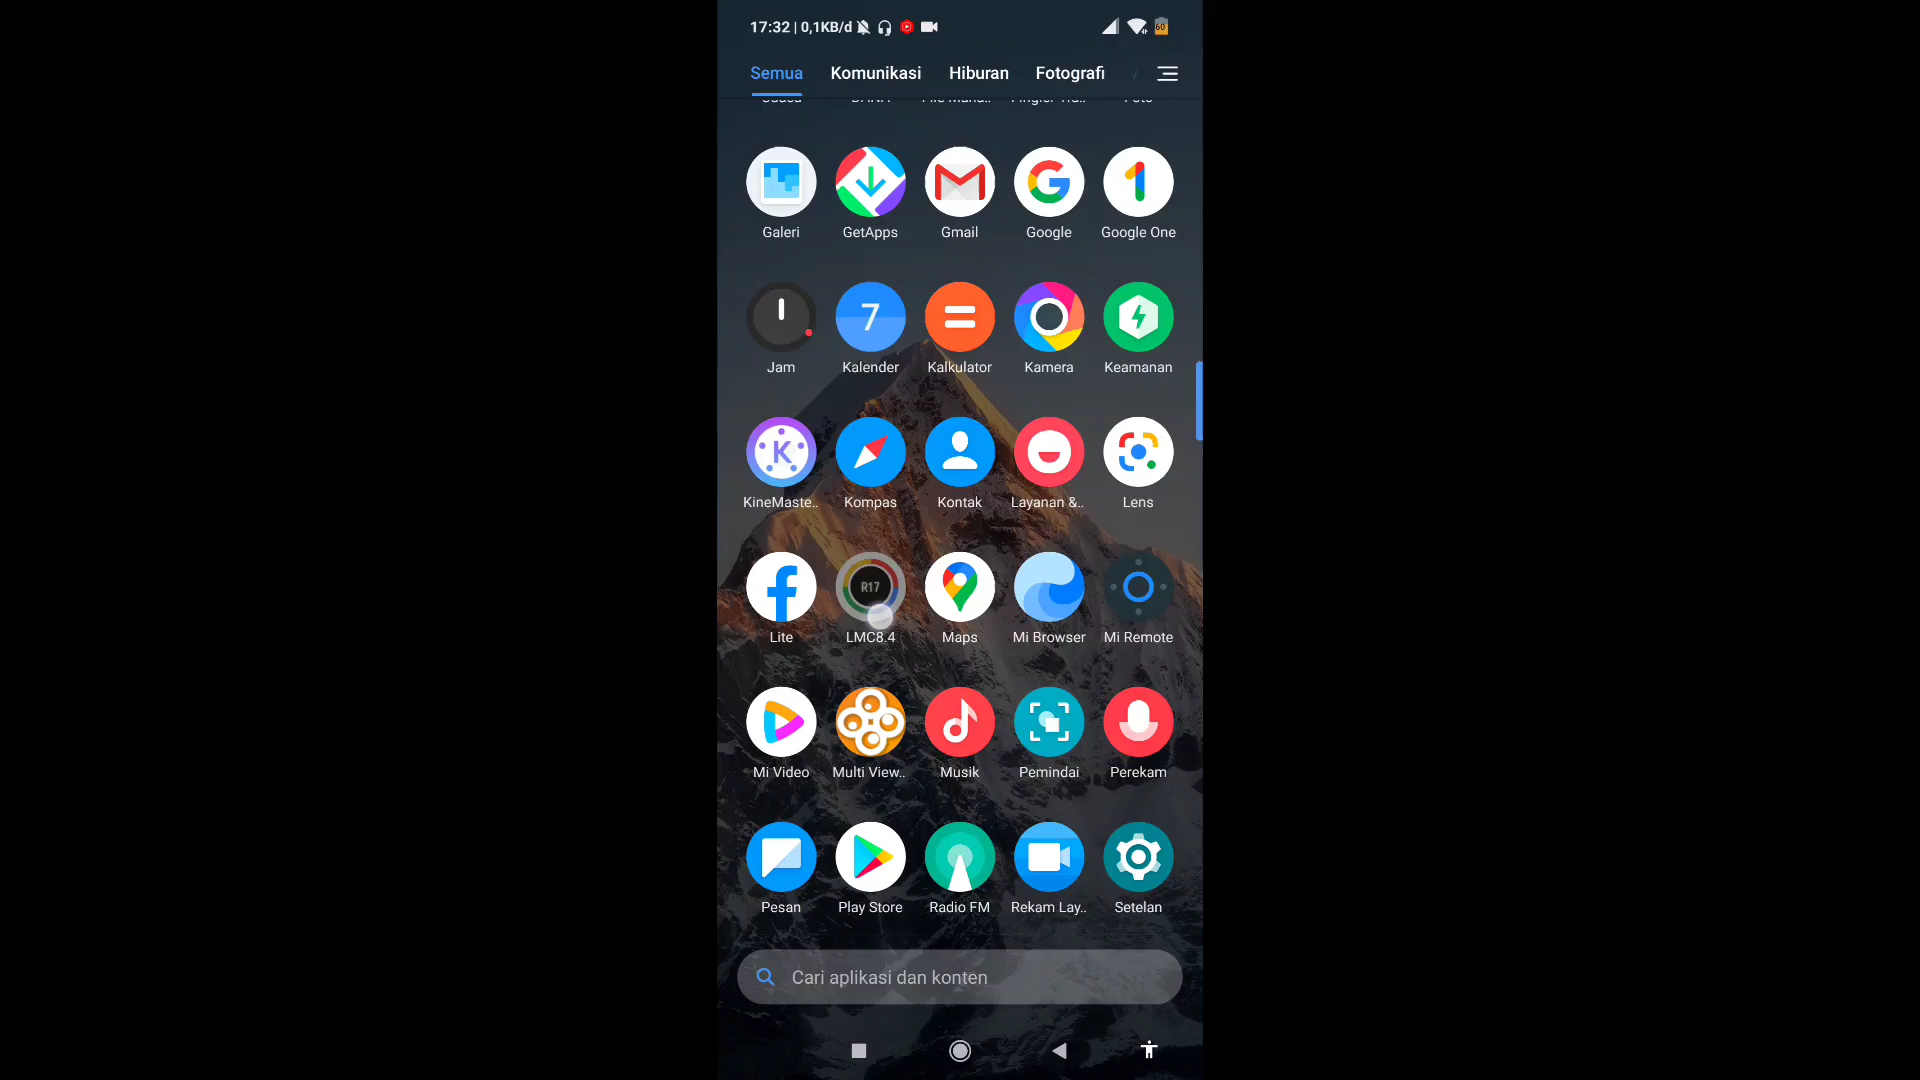 17:32 | 0,1KB/d
60
Semua Komunikasi Hiburan Fotografi
Galeri GetApps Gmail Google Google One
7
Jam Kalender Kalkulator Kamera Keamanan
K
KineMaste.. Kompas Kontak Layanan &.. Lens
R17
Lite LMC8.4 Maps Mi Browser Mi Remote
Mi Video Multi View.. Musik Pemindai Perekam
Pesan Play Store Radio FM Rekam Lay.. Setelan
Cari aplikasi dan konten